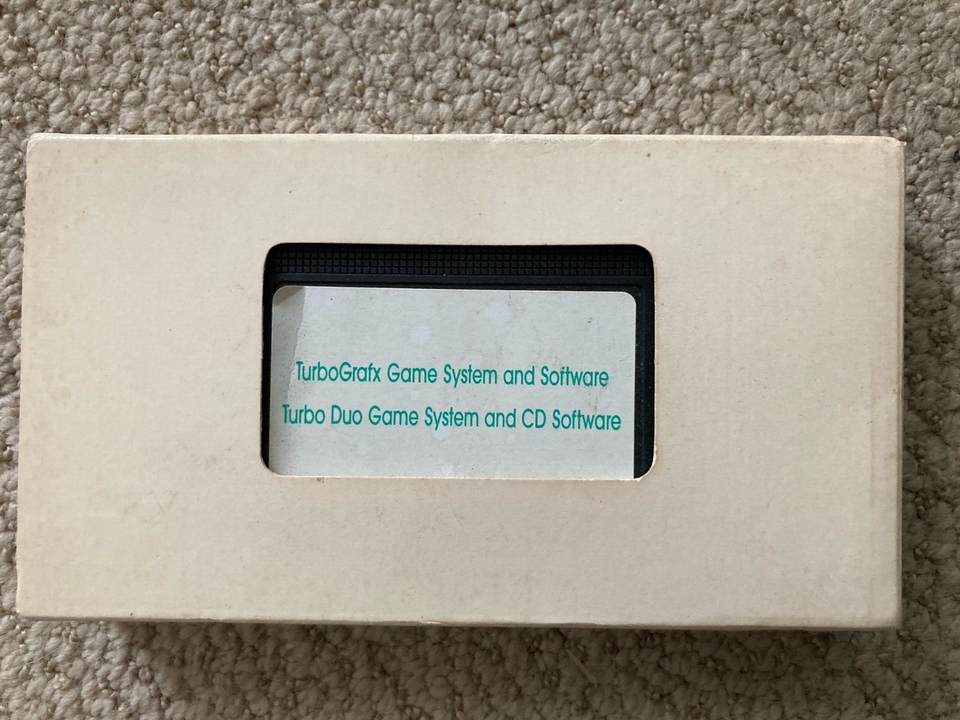 TurboGrafx Game System and Software
Turbo Duo Game System and CD Software